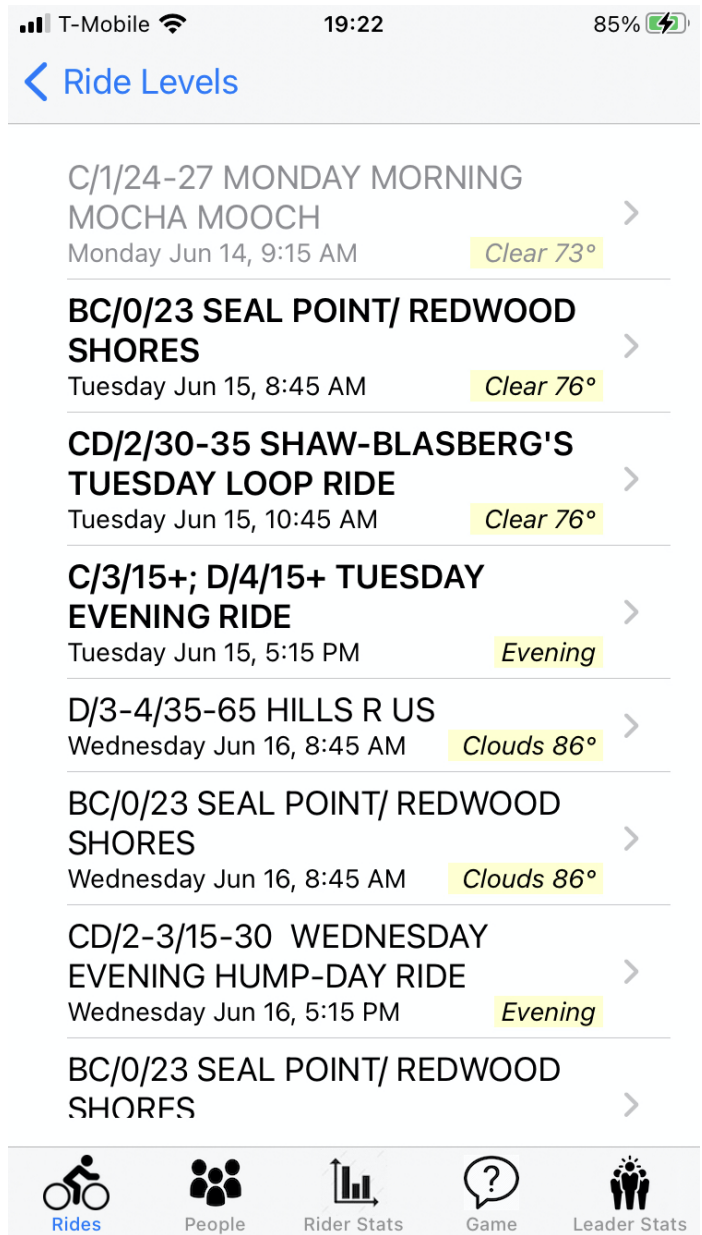 T-Mobile 19:22 85%
Ride Levels
C/1/24-27 MONDAY MORNING
MOCHA MOOCH
Monday Jun 14, 9:15 AM Clear 73°
BC/0/23 SEAL POINT/ REDWOOD
SHORES
Tuesday Jun 15, 8:45 AM Clear 76°
CD/2/30-35 SHAW-BLASBERG'S
TUESDAY LOOP RIDE
Tuesday Jun 15, 10:45 AM Clear 76°
C/3/15+; D/4/15+ TUESDAY
EVENING RIDE
Tuesday Jun 15, 5:15 PM Evening
D/3-4/35-65 HILLS R US
Wednesday Jun 16, 8:45 AM Clouds 86°
BC/0/23 SEAL POINT/ REDWOOD
SHORES
Wednesday Jun 16, 8:45 AM Clouds 86°
CD/2-3/15-30  WEDNESDAY
EVENING HUMP-DAY RIDE
Wednesday Jun 16, 5:15 PM Evening
BC/0/23 SEAL POINT/ REDWOOD
SHORES
Rides People Rider Stats Game Leader Stats